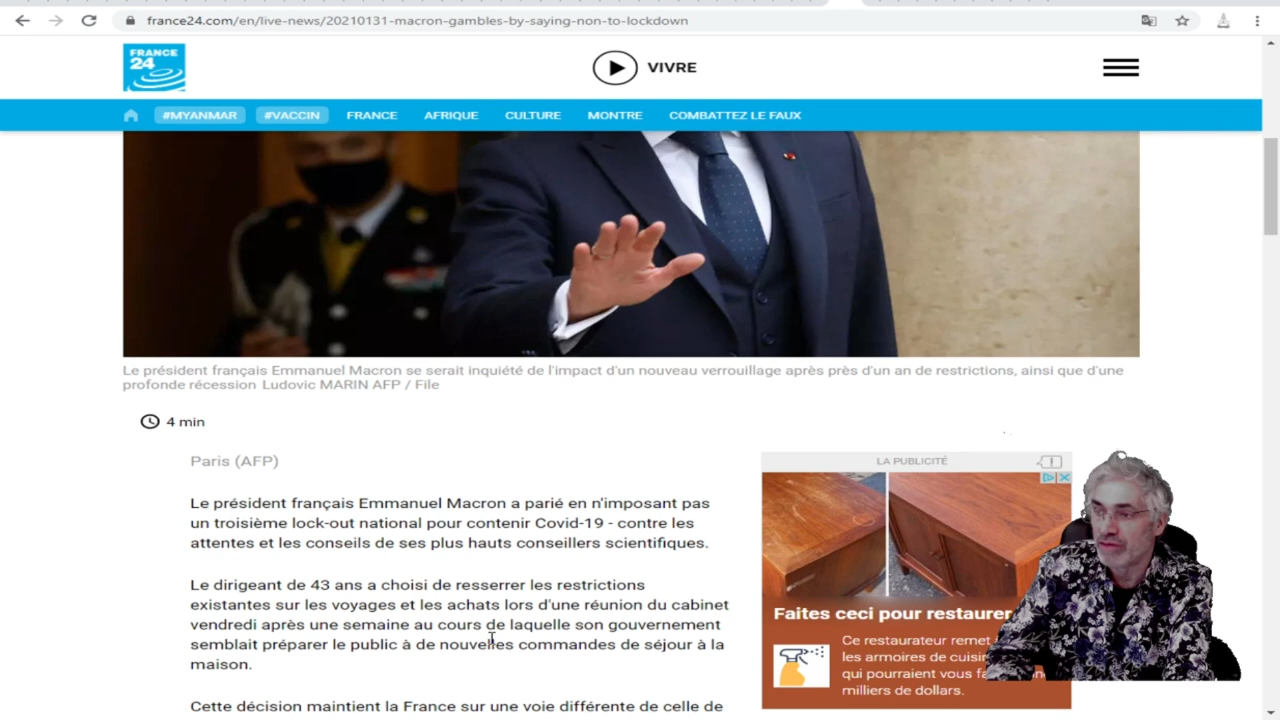 france24.com/en/live-news/20210131-macron-gambles-by-saying-non-to-lockdown
FRANCE
24
VIVRE
#MYANMAR
#VACCIN
FRANCE
AFRIQUE
CULTURE
MONTRE
COMBATTEZ LE FAUX
Le président français Emmanuel Macron se serait inquiété de l'impact d'un nouveau verrouillage après près d'un an de restrictions, ainsi que d'une
profonde récession Ludovic MARIN AFP / File
4 min
Paris (AFP)
Le président français Emmanuel Macron a parié en n'imposant pas
un troisième lock-out national pour contenir Covid-19 - contre les
attentes et les conseils de ses plus hauts conseillers scientifiques.
Le dirigeant de 43 ans a choisi de resserrer les restrictions
existantes sur les voyages et les achats lors d'une réunion du cabinet
vendredi après une semaine au cours de laquelle son gouvernement
semblait préparer le public à de nouvelles commandes de séjour à la
maison.
Cette décision maintient la France sur une voie différente de celle de
LA PUBLICITÉ
Faites ceci pour restaurer
Ce restaurateur remet
les armoires de
qui pourraient vous
milliers de dollars.